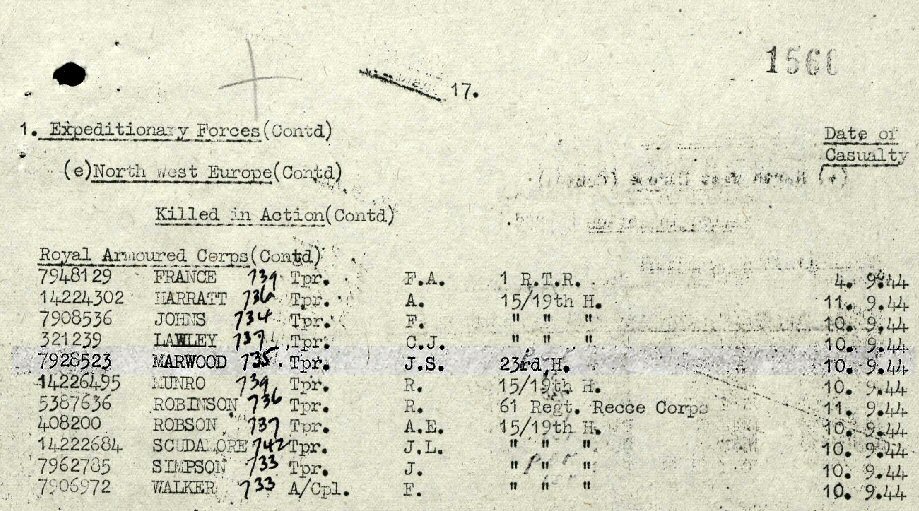 1566
17.
1. Expeditionary Forces(Contd)
Date of
Casualty
(e)North West Europe(Contd)
Killed in Action(Contd)
Royal Armoured Corps(Contd)
7948129 FRANCE 739 Tpr. F.A. 1 R.T.R. 4. 9.44
14224302 HARRATT 736 Tpr. A. 15/19th H. 11. 9.44
7908536 JOHNS 734 Tpr. F. " " " 10. 9.44
321239 LAWLEY 737 Tpr. C.J. " " " 10. 9.44
7928523 MARWOOD 735 Tpr. J.S. 23rd H. 10. 9.44
14226495 MUNRO 739 Tpr. R. 15/19th H. 10. 9.44
5387636 ROBINSON 736 Tpr. R. 61 Regt. Recce Corps 11. 9.44
408200 ROBSON 737 Tpr. A.E. 15/19th H. 10. 9.44
14222684 SCUDAMORE 742 Tpr. J.L. " " " 10. 9.44
7962785 SIMPSON 733 Tpr. J. " " " 10. 9.44
7906972 WALKER 733 A/Cpl. F. " " " 10. 9.44